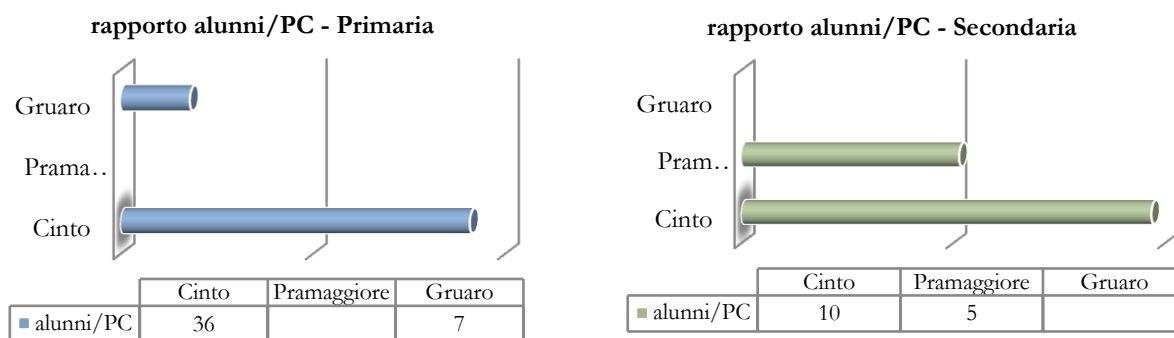 rapporto alunni/PC - Primaria
Gruaro
Prama..
Cinto
Cinto Pramaggiore Gruaro
alunni/PC 36 7
rapporto alunni/PC - Secondaria
Gruaro
Pram..
Cinto
Cinto Pramaggiore Gruaro
alunni/PC 10 5